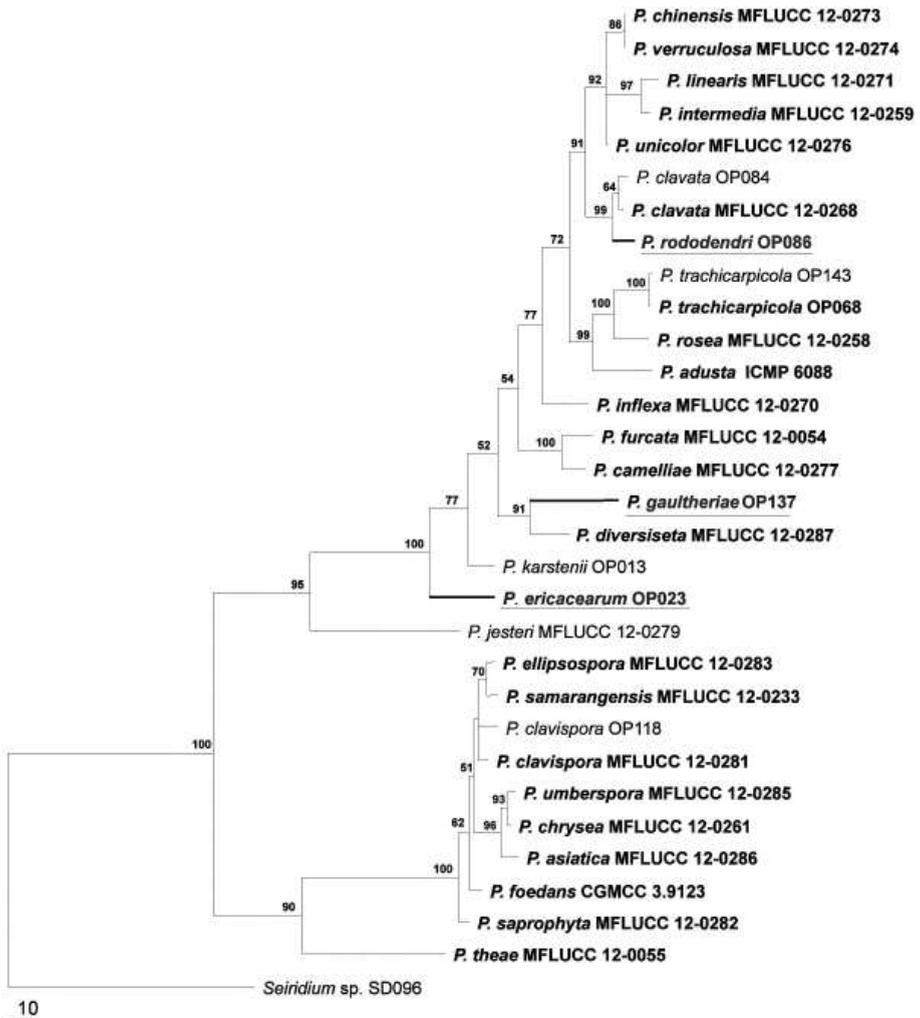 P. chinensis MFLUCC 12-0273
86
P. verruculosa MFLUCC 12-0274
92
97
P. linearis MFLUCC 12-0271
P. intermedia MFLUCC 12-0259
91
P. unicolor MFLUCC 12-0276
P. clavata OP084
64
99
P. clavata MFLUCC 12-0268
72
P. rododendri OP086
P. trachicarpicola OP143
100
100
P. trachicarpicola OP068
77
99
P. rosea MFLUCC 12-0258
P. adusta ICMP 6088
54
P. inflexa MFLUCC 12-0270
52
100
P. furcata MFLUCC 12-0054
P. camelliae MFLUCC 12-0277
77
91
P. gaultheriae OP137
P. diversiseta MFLUCC 12-0287
100
P. karstenii OP013
95
P. ericacearum OP023
P. jesteri MFLUCC 12-0279
70
P. ellipsospora MFLUCC 12-0283
P. samarangensis MFLUCC 12-0233
P. clavispora OP118
100
51
P. clavispora MFLUCC 12-0281
93
P. umberspora MFLUCC 12-0285
62
96
P. chrysea MFLUCC 12-0261
P. asiatica MFLUCC 12-0286
100
P. foedans CGMCC 3.9123
90
P. saprophyta MFLUCC 12-0282
P. theae MFLUCC 12-0055
Seiridium sp. SD096
10